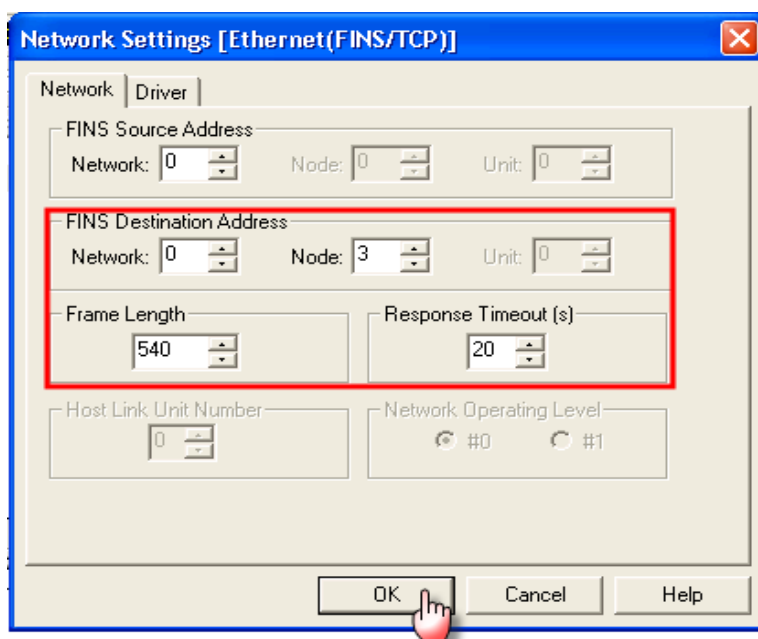 Network Settings [Ethernet(FINS/TCP)]
Network Driver
FINS Source Address
Network: 0 Node: 0 Unit: 0
FINS Destination Address
Network: 0 Node: 3 Unit: 0
Frame Length Response Timeout (s)
540 20
Host Link Unit Number Network Operating Level
0 #0 #1
OK Cancel Help